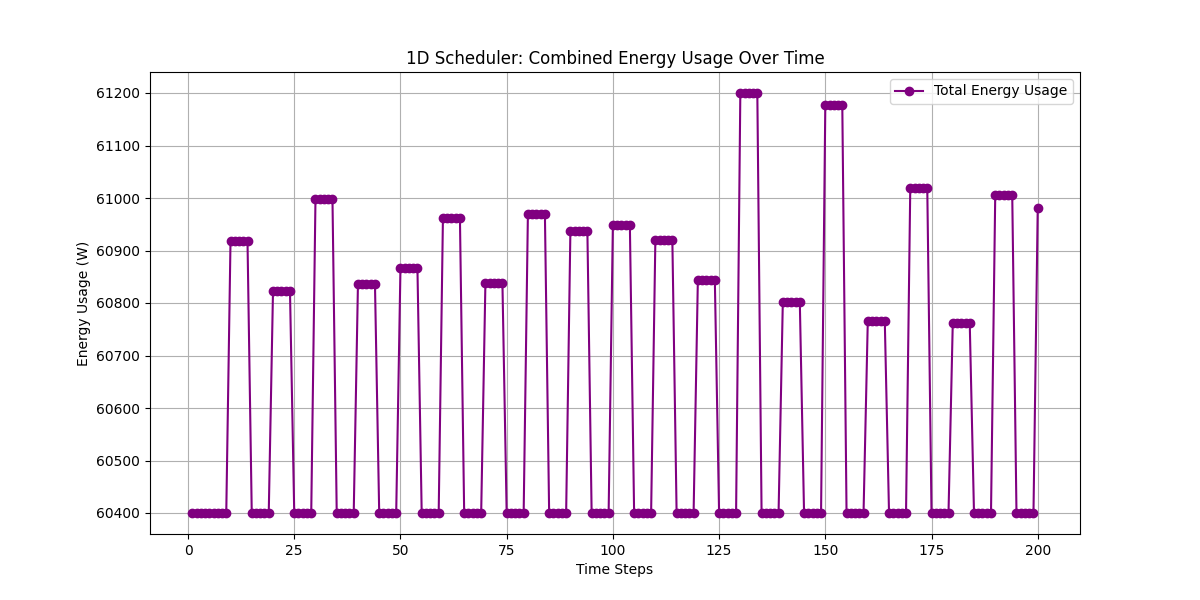 1D Scheduler: Combined Energy Usage Over Time
Total Energy Usage
Energy Usage (W)
61200
61100
61000
60900
60800
60700
60600
60500
60400
0 25 50 75 100 125 150 175 200
Time Steps